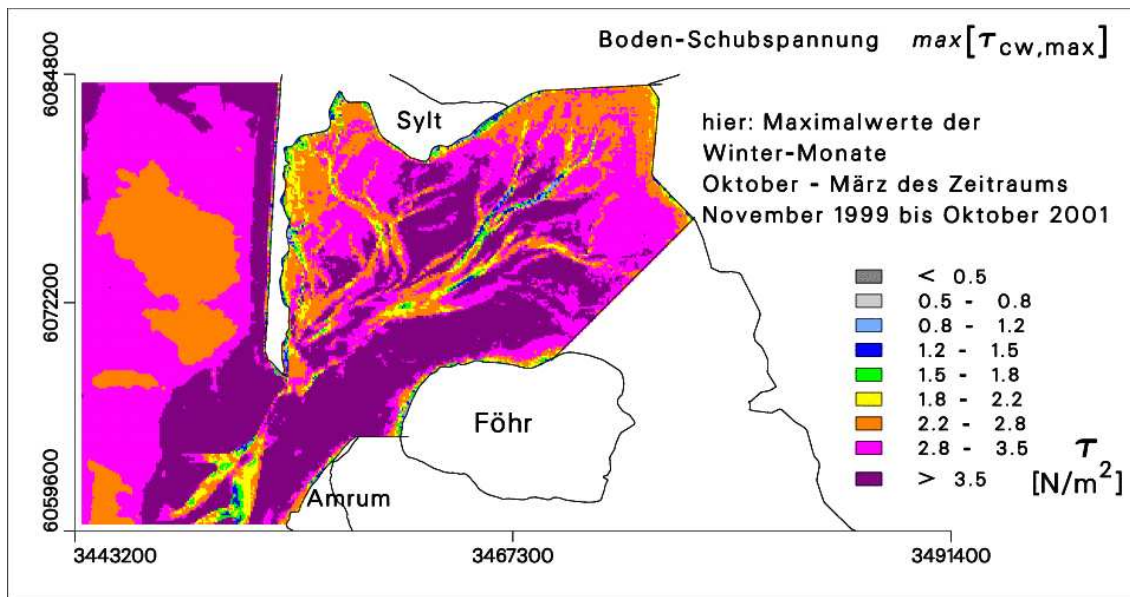 Boden-Schubspannung max[τcw,max]
6084800
6072200
6059600
Sylt
hier: Maximalwerte der
Winter-Monate
Oktober - März des Zeitraums
November 1999 bis Oktober 2001
< 0.5
0.5 - 0.8
0.8 - 1.2
1.2 - 1.5
1.5 - 1.8
1.8 - 2.2
2.2 - 2.8
2.8 - 3.5 τ
> 3.5 [N/m²]
Föhr
Amrum
3443200 3467300 3491400